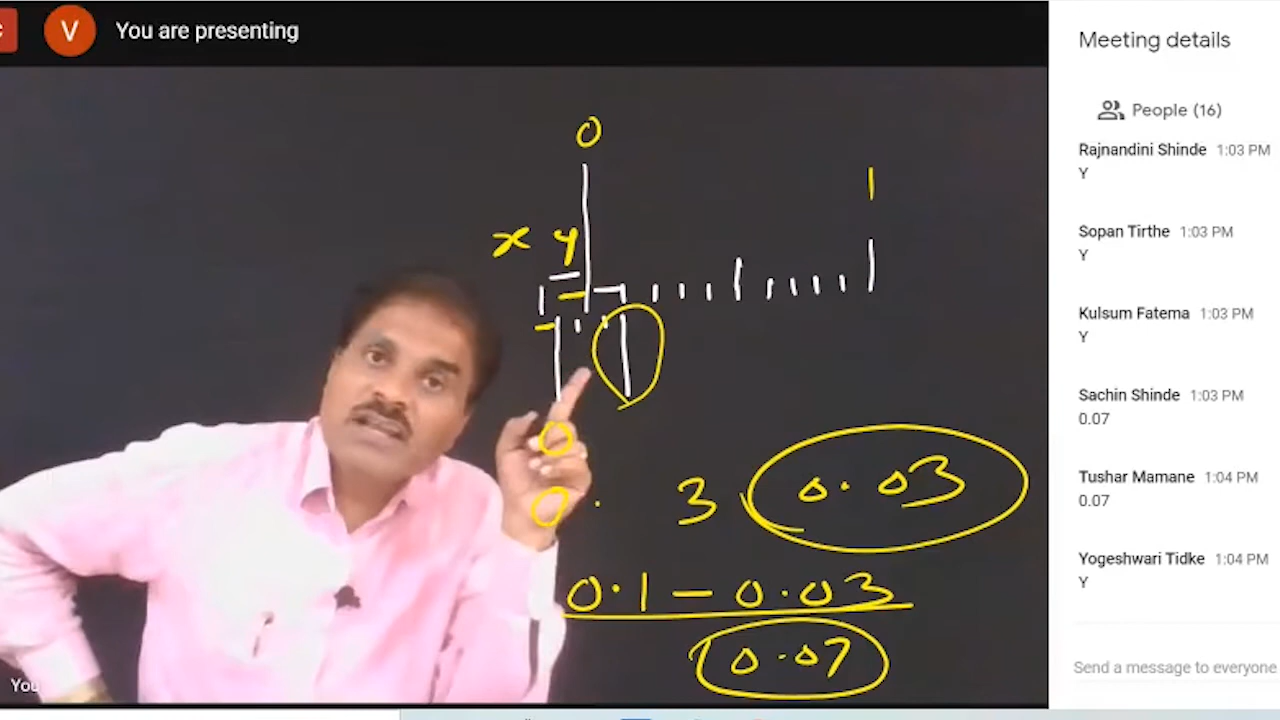 V You are presenting
Meeting details
People (16)
Rajnandini Shinde 1:03 PM
Y
Sopan Tirthe 1:03 PM
Y
Kulsum Fatema 1:03 PM
Y
Sachin Shinde 1:03 PM
0.07
Tushar Mamane 1:04 PM
0.07
Yogeshwari Tidke 1:04 PM
Y
Send a message to everyone
0
1
x y
0
0. 3 0.03
0.1 - 0.03
0.07
You